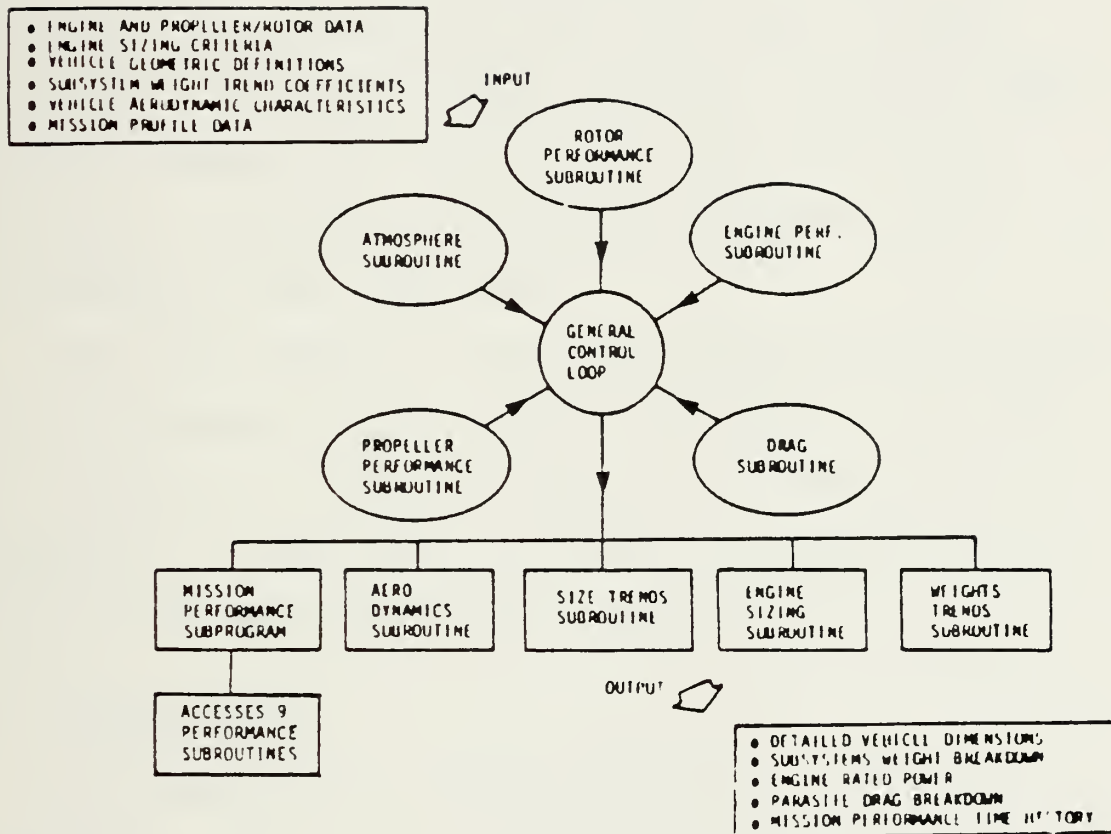 • ENGINE AND PROPELLER/ROTOR DATA
• ENGINE SIZING CRITERIA
• VEHICLE GEOMETRIC DEFINITIONS
• SUBSYSTEM WEIGHT TREND COEFFICIENTS
• VEHICLE AERODYNAMIC CHARACTERISTICS
• MISSION PROFILE DATA
INPUT
ROTOR
PERFORMANCE
SUBROUTINE
ATMOSPHERE
SUBROUTINE
ENGINE PERF.
SUBROUTINE
GENERAL
CONTROL
LOOP
PROPELLER
PERFORMANCE
SUBROUTINE
DRAG
SUBROUTINE
MISSION
PERFORMANCE
SUBPROGRAM
AERO
DYNAMICS
SUBROUTINE
SIZE TRENDS
SUBROUTINE
ENGINE
SIZING
SUBROUTINE
WEIGHTS
TRENDS
SUBROUTINE
ACCESSES 9
PERFORMANCE
SUBROUTINES
OUTPUT
• DETAILED VEHICLE DIMENSIONS
• SUBSYSTEMS WEIGHT BREAKDOWN
• ENGINE RATED POWER
• PARASITE DRAG BREAKDOWN
• MISSION PERFORMANCE TIME HISTORY